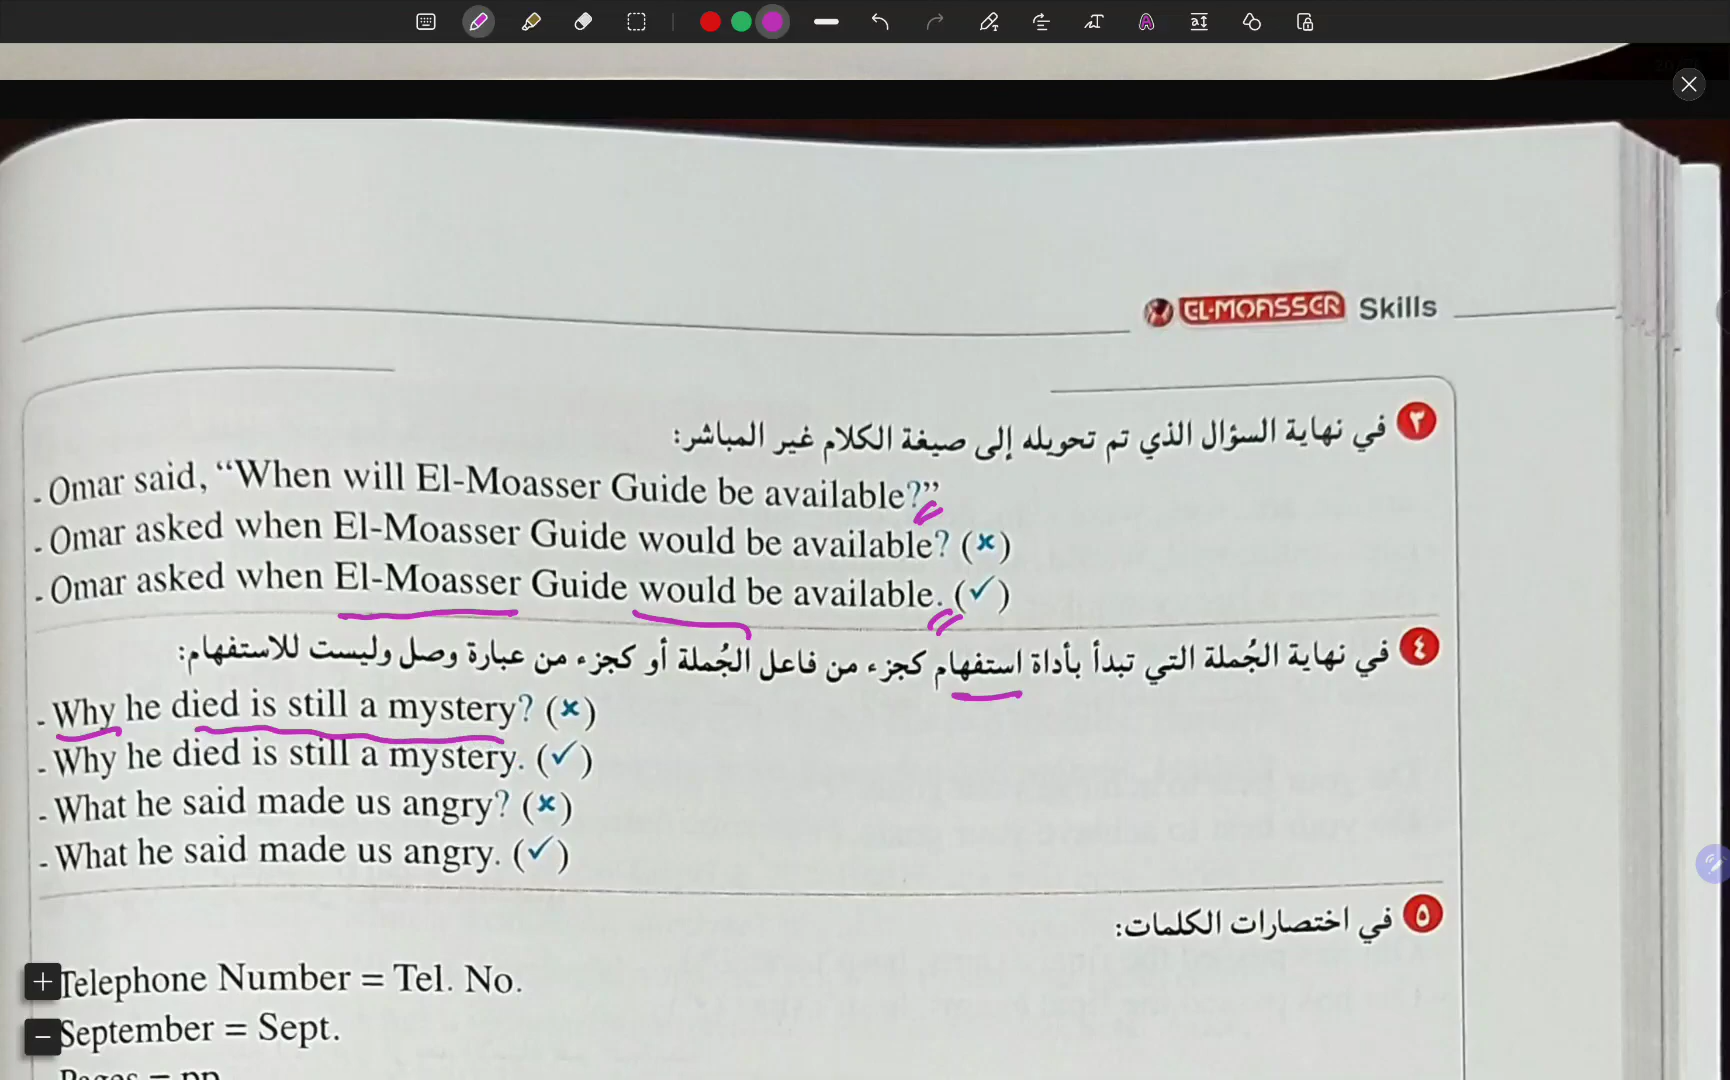 EL-MOASSER Skills
٣ في نهاية السؤال الذي تم تحويله إلى صيغة الكلام غير المباشر:
- Omar said, “When will El-Moasser Guide be available?”
- Omar asked when El-Moasser Guide would be available? (×)
- Omar asked when El-Moasser Guide would be available. (✓)
٤ في نهاية الجُملة التي تبدأ بأداة استفهام كجزء من فاعل الجُملة أو كجزء من عبارة وصل وليست للاستفهام:
- Why he died is still a mystery? (×)
- Why he died is still a mystery. (✓)
- What he said made us angry? (×)
- What he said made us angry. (✓)
٥ في اختصارات الكلمات:
Telephone Number = Tel. No.
September = Sept.
Pages = pp